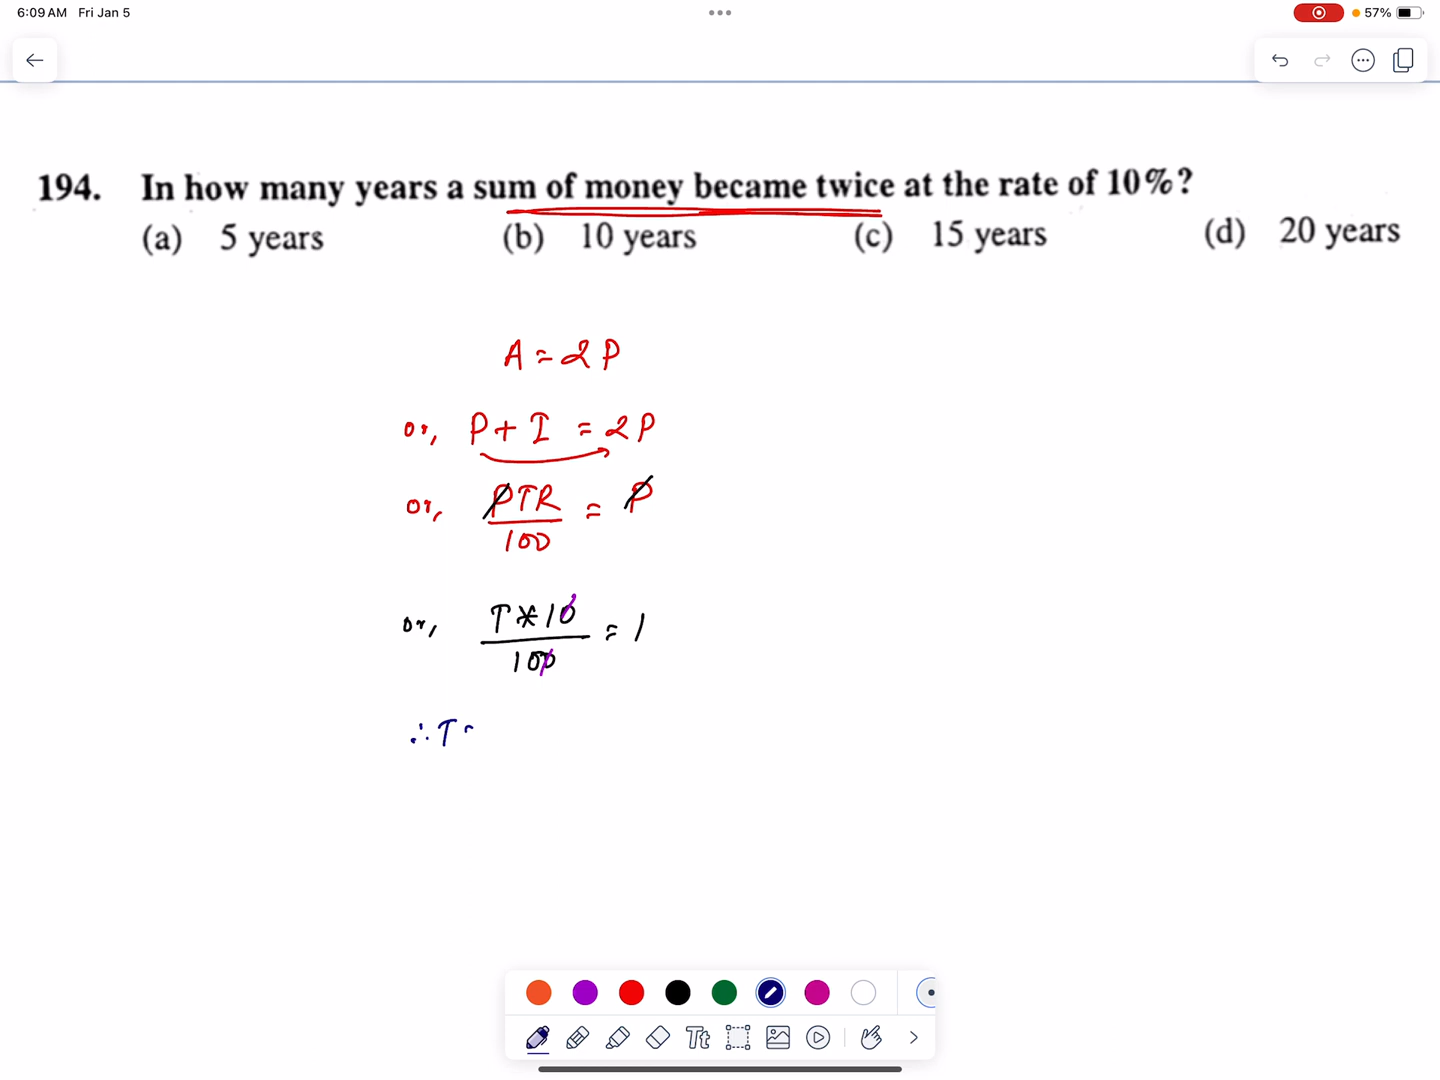 6:09 AM Fri Jan 5
57%
194. In how many years a sum of money became twice at the rate of 10%?
(a) 5 years (b) 10 years (c) 15 years (d) 20 years
A = 2P
or, P + I = 2P
or, PTR/100 = P
or, T*10/100 = 1
∴ T =
Tt